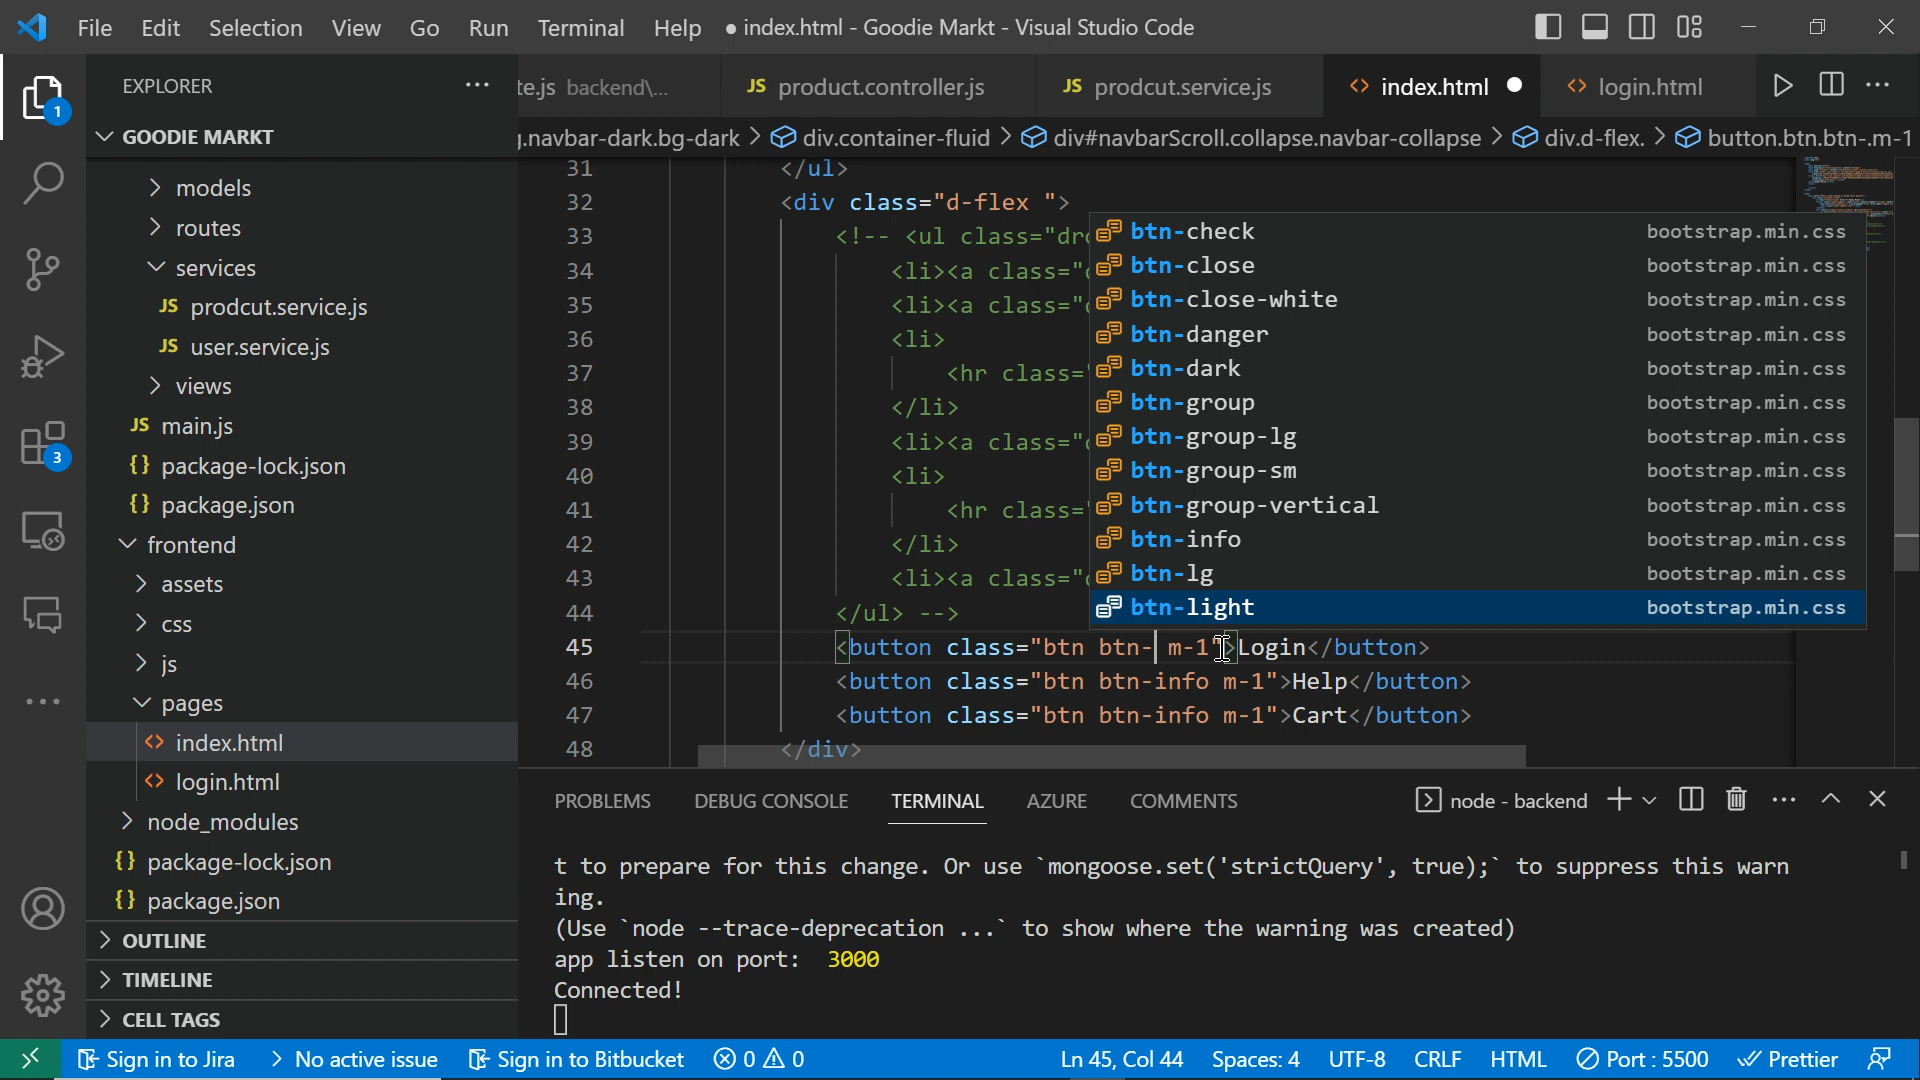 File Edit Selection View Go Run Terminal Help ● index.html - Goodie Markt - Visual Studio Code
EXPLORER ···
te.js backend\...
JS product.controller.js
JS prodcut.service.js
<> index.html ●
<> login.html
1
GOODIE MARKT
g.navbar-dark.bg-dark > div.container-fluid > div#navbarScroll.collapse.navbar-collapse > div.d-flex. > button.btn.btn-.m-1
models
routes
services
JS prodcut.service.js
JS user.service.js
views
JS main.js
{} package-lock.json
3
{} package.json
frontend
assets
css
js
pages
<> index.html
<> login.html
node_modules
{} package-lock.json
{} package.json
OUTLINE
TIMELINE
CELL TAGS
31 </ul>
32 <div class="d-flex ">
33 <!-- <ul class="dro
34 <li><a class="d
35 <li><a class="d
36 <li>
37 <hr class="
38 </li>
39 <li><a class="d
40 <li>
41 <hr class="
42 </li>
43 <li><a class="d
44 </ul> -->
45 <button class="btn btn- m-1">Login</button>
46 <button class="btn btn-info m-1">Help</button>
47 <button class="btn btn-info m-1">Cart</button>
48 </div>
btn-check bootstrap.min.css
btn-close bootstrap.min.css
btn-close-white bootstrap.min.css
btn-danger bootstrap.min.css
btn-dark bootstrap.min.css
btn-group bootstrap.min.css
btn-group-lg bootstrap.min.css
btn-group-sm bootstrap.min.css
btn-group-vertical bootstrap.min.css
btn-info bootstrap.min.css
btn-lg bootstrap.min.css
btn-light bootstrap.min.css
PROBLEMS DEBUG CONSOLE TERMINAL AZURE COMMENTS node - backend
t to prepare for this change. Or use `mongoose.set('strictQuery', true);` to suppress this warn
ing.
(Use `node --trace-deprecation ...` to show where the warning was created)
app listen on port: 3000
Connected!
Sign in to Jira > No active issue Sign in to Bitbucket 0 0 Ln 45, Col 44 Spaces: 4 UTF-8 CRLF HTML Port : 5500 Prettier